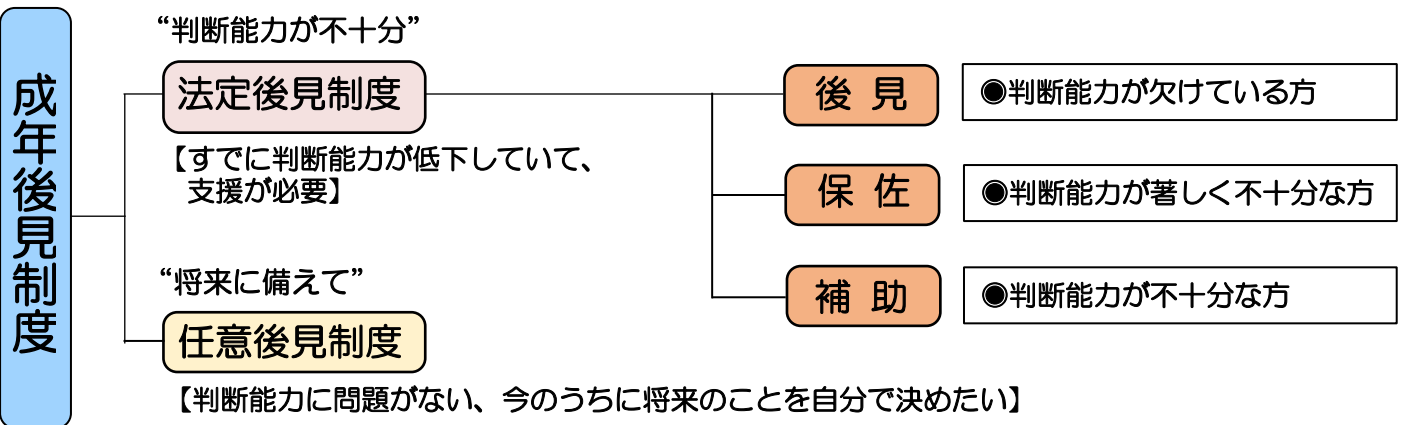 成年後見制度
“判断能力が不十分”
法定後見制度
【すでに判断能力が低下していて、
支援が必要】
後見
●判断能力が欠けている方
保佐
●判断能力が著しく不十分な方
補助
●判断能力が不十分な方
“将来に備えて”
任意後見制度
【判断能力に問題がない、今のうちに将来のことを自分で決めたい】